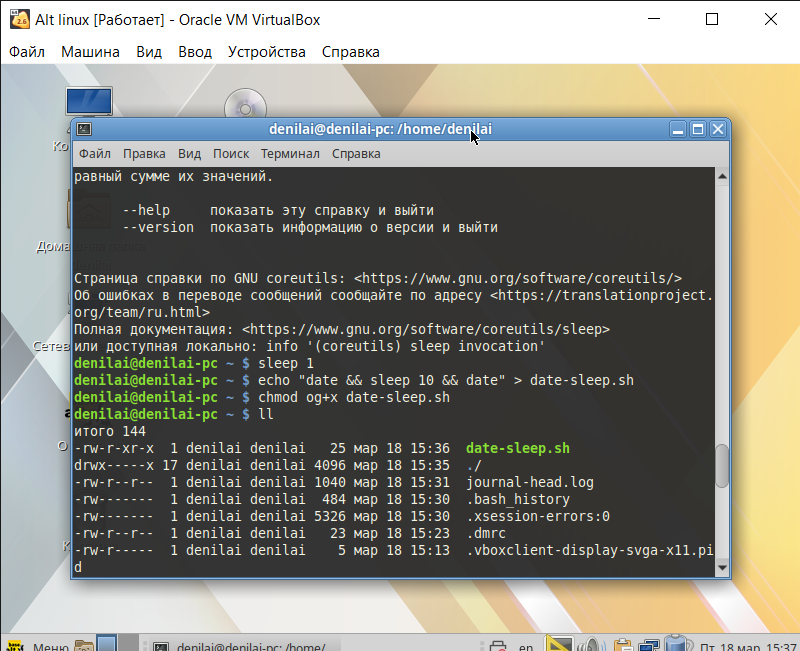 Alt linux [Работает] - Oracle VM VirtualBox
Файл Машина Вид Ввод Устройства Справка
denilai@denilai-pc: /home/denilai
Файл Правка Вид Поиск Терминал Справка
равный сумме их значений.
--help показать эту справку и выйти
--version показать информацию о версии и выйти
Страница справки по GNU coreutils: <https://www.gnu.org/software/coreutils/>
Об ошибках в переводе сообщений сообщайте по адресу <https://translationproject.
org/team/ru.html>
Полная документация: <https://www.gnu.org/software/coreutils/sleep>
или доступная локально: info '(coreutils) sleep invocation'
denilai@denilai-pc ~ $ sleep 1
denilai@denilai-pc ~ $ echo "date && sleep 10 && date" > date-sleep.sh
denilai@denilai-pc ~ $ chmod og+x date-sleep.sh
denilai@denilai-pc ~ $ ll
итого 144
-rw-r-xr-x 1 denilai denilai 25 мар 18 15:36 date-sleep.sh
drwx-----x 17 denilai denilai 4096 мар 18 15:35 ./
-rw-r--r-- 1 denilai denilai 1040 мар 18 15:31 journal-head.log
-rw------- 1 denilai denilai 484 мар 18 15:30 .bash_history
-rw------- 1 denilai denilai 5326 мар 18 15:30 .xsession-errors:0
-rw-r--r-- 1 denilai denilai 23 мар 18 15:23 .dmrc
-rw-r----- 1 denilai denilai 5 мар 18 15:13 .vboxclient-display-svga-x11.pi
d
Меню denilai@denilai-pc: /home/ en Пт, 18 мар, 15:37